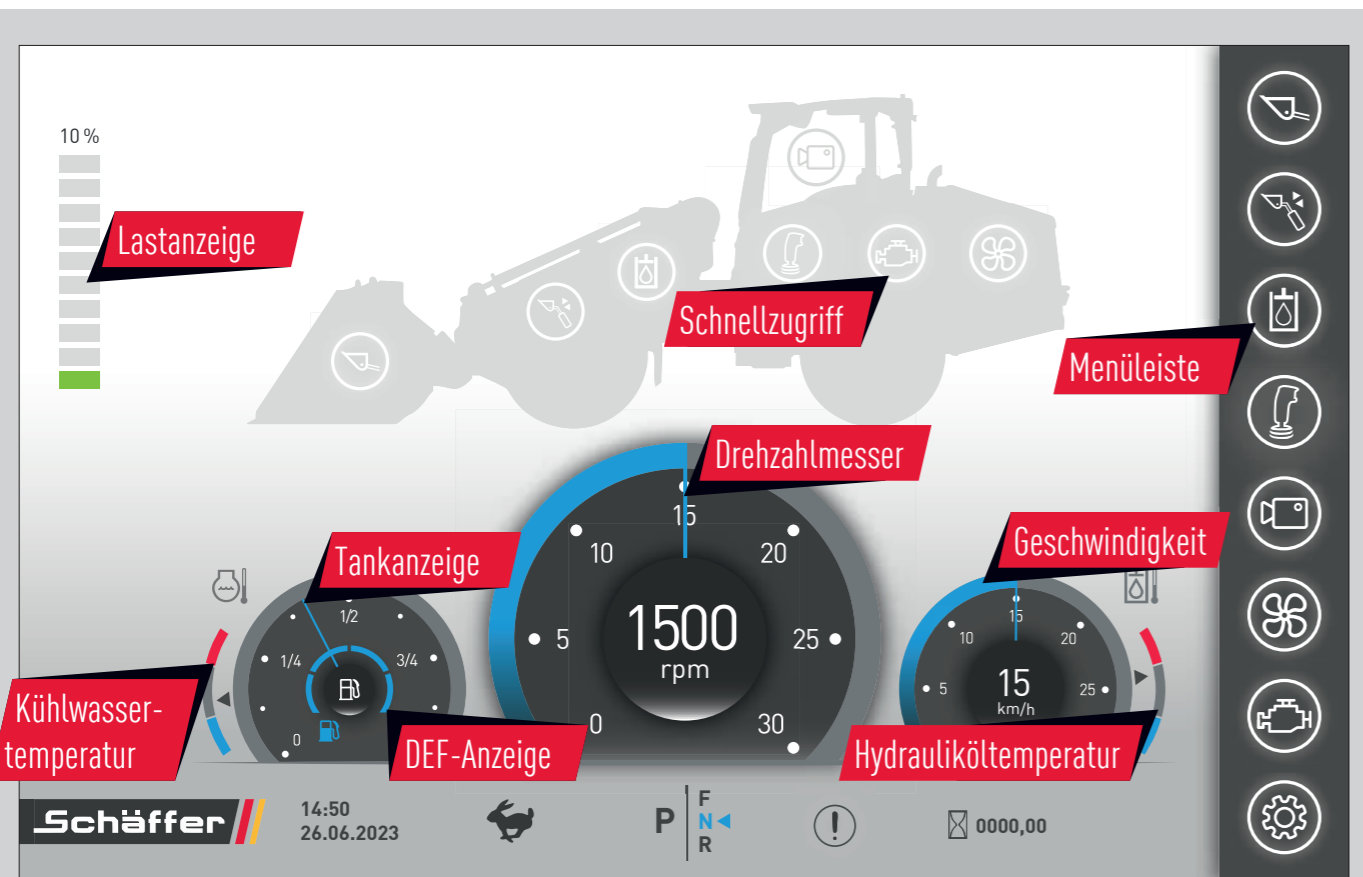 10 %
Lastanzeige
Schnellzugriff
Menüleiste
Drehzahlmesser
Geschwindigkeit
Tankanzeige
Kühlwasser-
temperatur
DEF-Anzeige
Hydrauliköltemperatur
0
1/4
1/2
3/4
0
5
10
15
20
25
30
1500
rpm
5
10
15
20
25
15
km/h
Schäffer
14:50
26.06.2023
P
F
N
R
!
0000,00